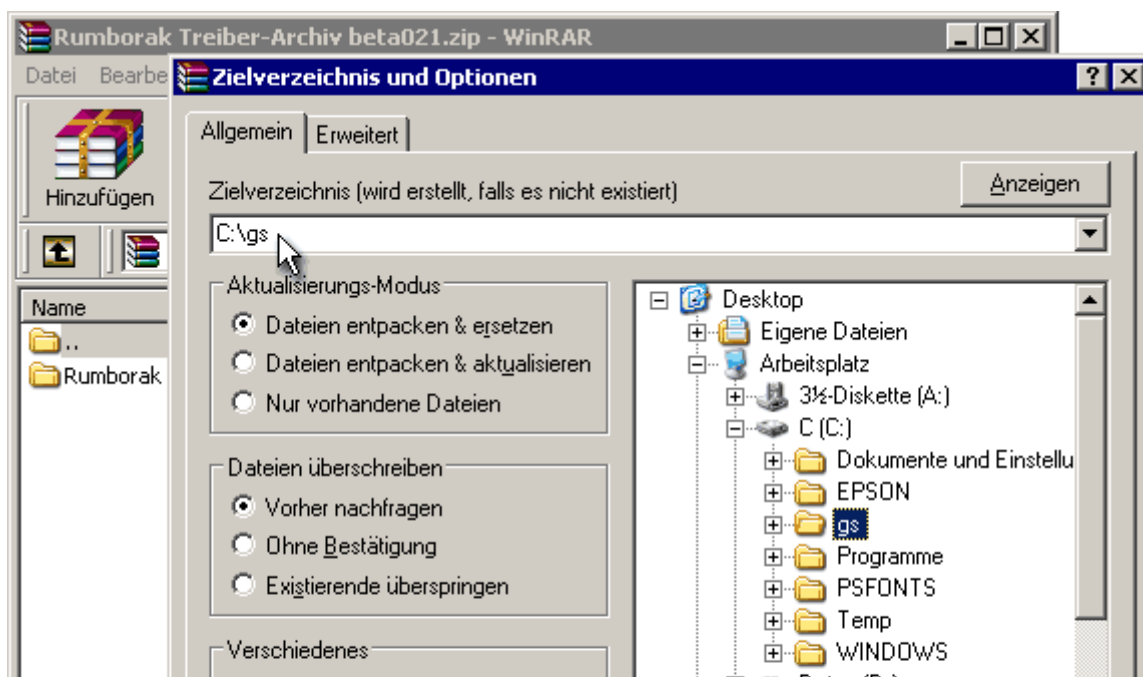 Rumborak Treiber-Archiv beta021.zip - WinRAR
Datei Bearbe
Zielverzeichnis und Optionen
Allgemein Erweitert
Hinzufügen
Zielverzeichnis (wird erstellt, falls es nicht existiert)
Anzeigen
C:\gs
Name
..
Rumborak
Aktualisierungs-Modus
Dateien entpacken & ersetzen
Dateien entpacken & aktualisieren
Nur vorhandene Dateien
Dateien überschreiben
Vorher nachfragen
Ohne Bestätigung
Existierende überspringen
Verschiedenes
Desktop
Eigene Dateien
Arbeitsplatz
3½-Diskette (A:)
C (C:)
Dokumente und Einstellu
EPSON
gs
Programme
PSFONTS
Temp
WINDOWS